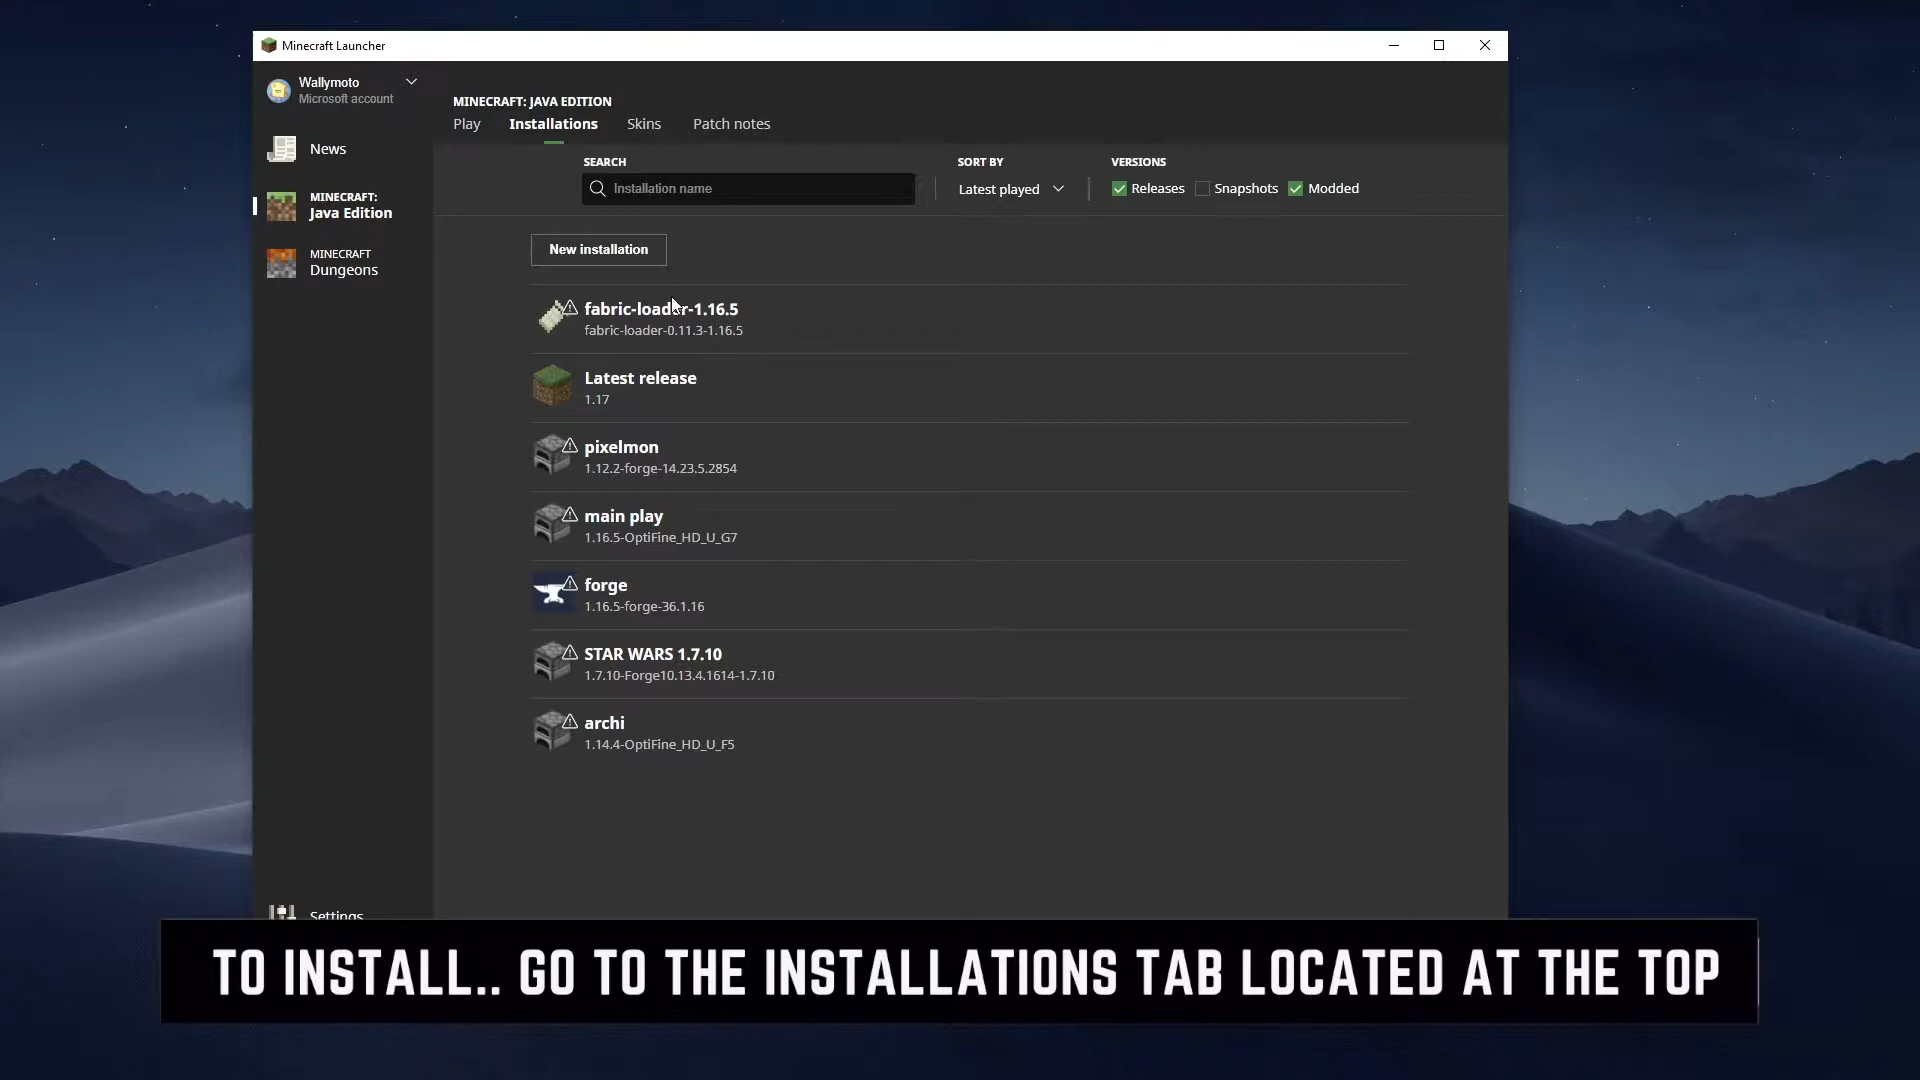 Minecraft Launcher
Wallymoto
Microsoft account
News
MINECRAFT:
Java Edition
MINECRAFT
Dungeons
Settings
MINECRAFT: JAVA EDITION
Play Installations Skins Patch notes
SEARCH
Installation name
SORT BY
Latest played
VERSIONS
Releases Snapshots Modded
New installation
fabric-loader-1.16.5
fabric-loader-0.11.3-1.16.5
Latest release
1.17
pixelmon
1.12.2-forge-14.23.5.2854
main play
1.16.5-OptiFine_HD_U_G7
forge
1.16.5-forge-36.1.16
STAR WARS 1.7.10
1.7.10-Forge10.13.4.1614-1.7.10
archi
1.14.4-OptiFine_HD_U_F5
TO INSTALL.. GO TO THE INSTALLATIONS TAB LOCATED AT THE TOP